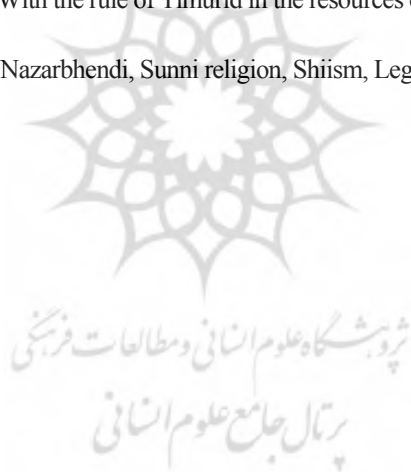 With the rule of Timurid in the resources
Nazarbhendi, Sunni religion, Shiism, Leg
پژوهشگاه علوم انسانی و مطالعات فرهنگی
پرتال جامع علوم انسانی